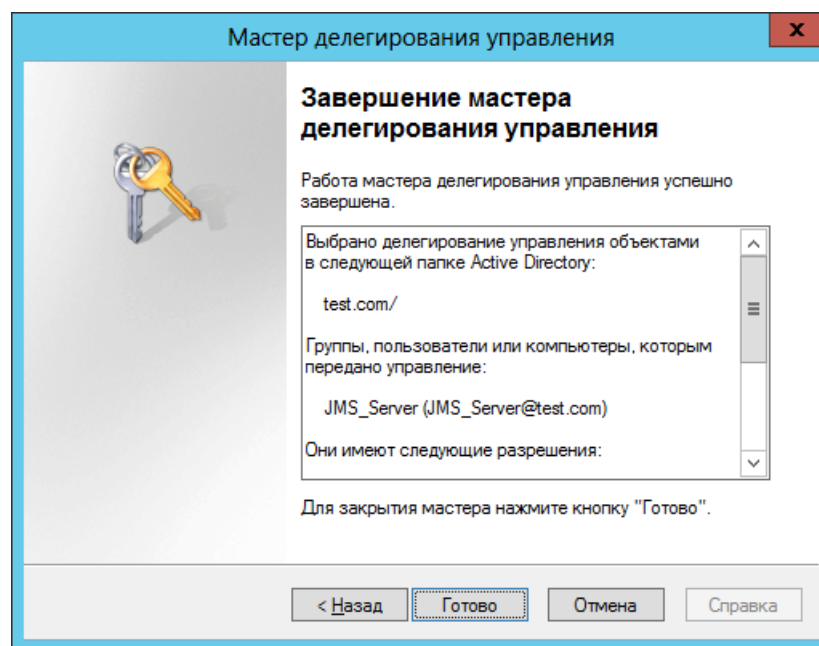 Мастер делегирования управления
x
Завершение мастера
делегирования управления
Работа мастера делегирования управления успешно
завершена.
Выбрано делегирование управления объектами
в следующей папке Active Directory:
test.com/
Группы, пользователи или компьютеры, которым
передано управление:
JMS_Server (JMS_Server@test.com)
Они имеют следующие разрешения:
Для закрытия мастера нажмите кнопку "Готово".
< Назад Готово Отмена Справка